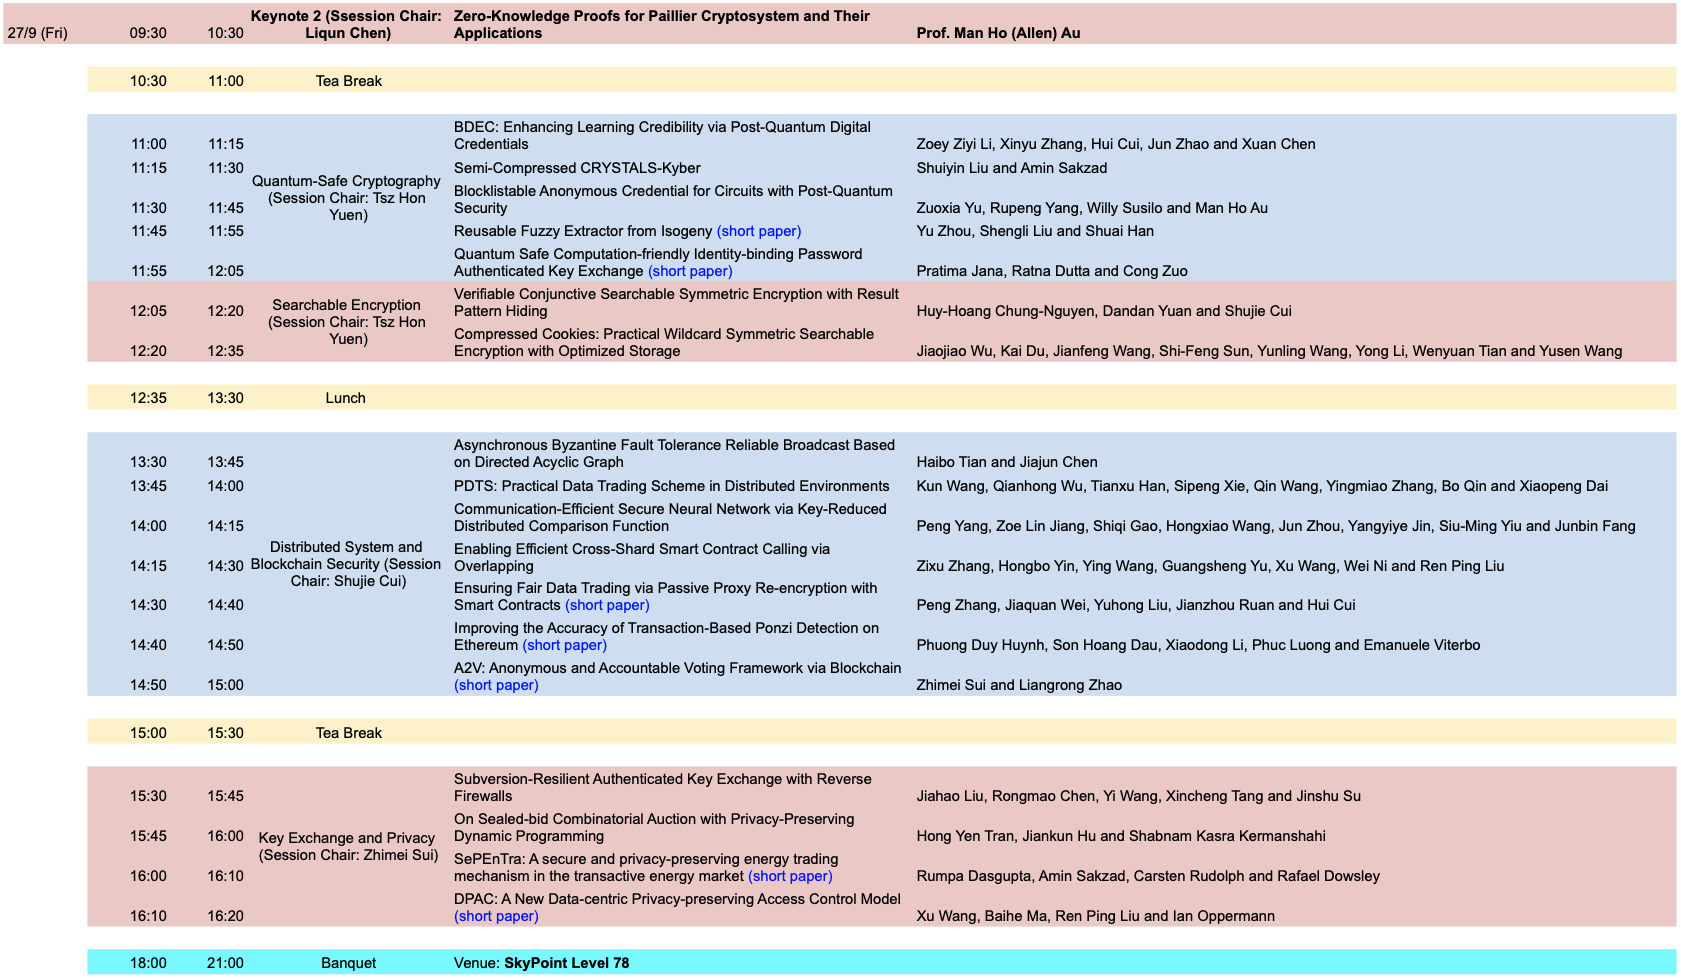 27/9 (Fri) 09:30 10:30 Keynote 2 (Ssession Chair: Liqun Chen) Zero-Knowledge Proofs for Paillier Cryptosystem and Their Applications Prof. Man Ho (Allen) Au
10:30 11:00 Tea Break
Quantum-Safe Cryptography
(Session Chair: Tsz Hon
Yuen)
11:00 11:15 BDEC: Enhancing Learning Credibility via Post-Quantum Digital Credentials Zoey Ziyi Li, Xinyu Zhang, Hui Cui, Jun Zhao and Xuan Chen
11:15 11:30 Semi-Compressed CRYSTALS-Kyber Shuiyin Liu and Amin Sakzad
11:30 11:45 Blocklistable Anonymous Credential for Circuits with Post-Quantum Security Zuoxia Yu, Rupeng Yang, Willy Susilo and Man Ho Au
11:45 11:55 Reusable Fuzzy Extractor from Isogeny (short paper) Yu Zhou, Shengli Liu and Shuai Han
11:55 12:05 Quantum Safe Computation-friendly Identity-binding Password Authenticated Key Exchange (short paper) Pratima Jana, Ratna Dutta and Cong Zuo
Searchable Encryption
(Session Chair: Tsz Hon
Yuen)
12:05 12:20 Verifiable Conjunctive Searchable Symmetric Encryption with Result Pattern Hiding Huy-Hoang Chung-Nguyen, Dandan Yuan and Shujie Cui
12:20 12:35 Compressed Cookies: Practical Wildcard Symmetric Searchable Encryption with Optimized Storage Jiaojiao Wu, Kai Du, Jianfeng Wang, Shi-Feng Sun, Yunling Wang, Yong Li, Wenyuan Tian and Yusen Wang
12:35 13:30 Lunch
Distributed System and
Blockchain Security (Session
Chair: Shujie Cui)
13:30 13:45 Asynchronous Byzantine Fault Tolerance Reliable Broadcast Based on Directed Acyclic Graph Haibo Tian and Jiajun Chen
13:45 14:00 PDTS: Practical Data Trading Scheme in Distributed Environments Kun Wang, Qianhong Wu, Tianxu Han, Sipeng Xie, Qin Wang, Yingmiao Zhang, Bo Qin and Xiaopeng Dai
14:00 14:15 Communication-Efficient Secure Neural Network via Key-Reduced Distributed Comparison Function Peng Yang, Zoe Lin Jiang, Shiqi Gao, Hongxiao Wang, Jun Zhou, Yangyiye Jin, Siu-Ming Yiu and Junbin Fang
14:15 14:30 Enabling Efficient Cross-Shard Smart Contract Calling via Overlapping Zixu Zhang, Hongbo Yin, Ying Wang, Guangsheng Yu, Xu Wang, Wei Ni and Ren Ping Liu
14:30 14:40 Ensuring Fair Data Trading via Passive Proxy Re-encryption with Smart Contracts (short paper) Peng Zhang, Jiaquan Wei, Yuhong Liu, Jianzhou Ruan and Hui Cui
14:40 14:50 Improving the Accuracy of Transaction-Based Ponzi Detection on Ethereum (short paper) Phuong Duy Huynh, Son Hoang Dau, Xiaodong Li, Phuc Luong and Emanuele Viterbo
14:50 15:00 A2V: Anonymous and Accountable Voting Framework via Blockchain (short paper) Zhimei Sui and Liangrong Zhao
15:00 15:30 Tea Break
Key Exchange and Privacy
(Session Chair: Zhimei Sui)
15:30 15:45 Subversion-Resilient Authenticated Key Exchange with Reverse Firewalls Jiahao Liu, Rongmao Chen, Yi Wang, Xincheng Tang and Jinshu Su
15:45 16:00 On Sealed-bid Combinatorial Auction with Privacy-Preserving Dynamic Programming Hong Yen Tran, Jiankun Hu and Shabnam Kasra Kermanshahi
16:00 16:10 SePEnTra: A secure and privacy-preserving energy trading mechanism in the transactive energy market (short paper) Rumpa Dasgupta, Amin Sakzad, Carsten Rudolph and Rafael Dowsley
16:10 16:20 DPAC: A New Data-centric Privacy-preserving Access Control Model (short paper) Xu Wang, Baihe Ma, Ren Ping Liu and Ian Oppermann
18:00 21:00 Banquet Venue: SkyPoint Level 78